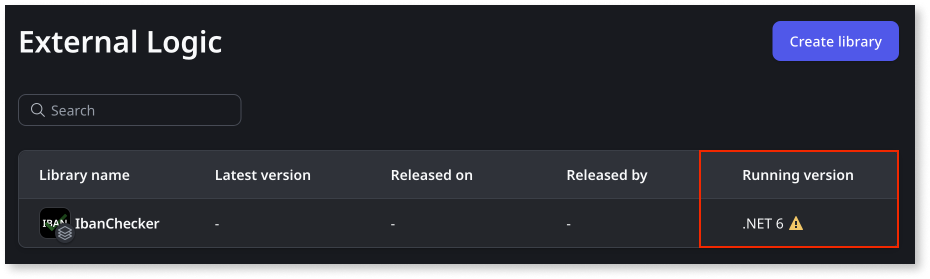 External Logic
Create library
Search
Library name Latest version Released on Released by Running version
IBAN IbanChecker - - - .NET 6